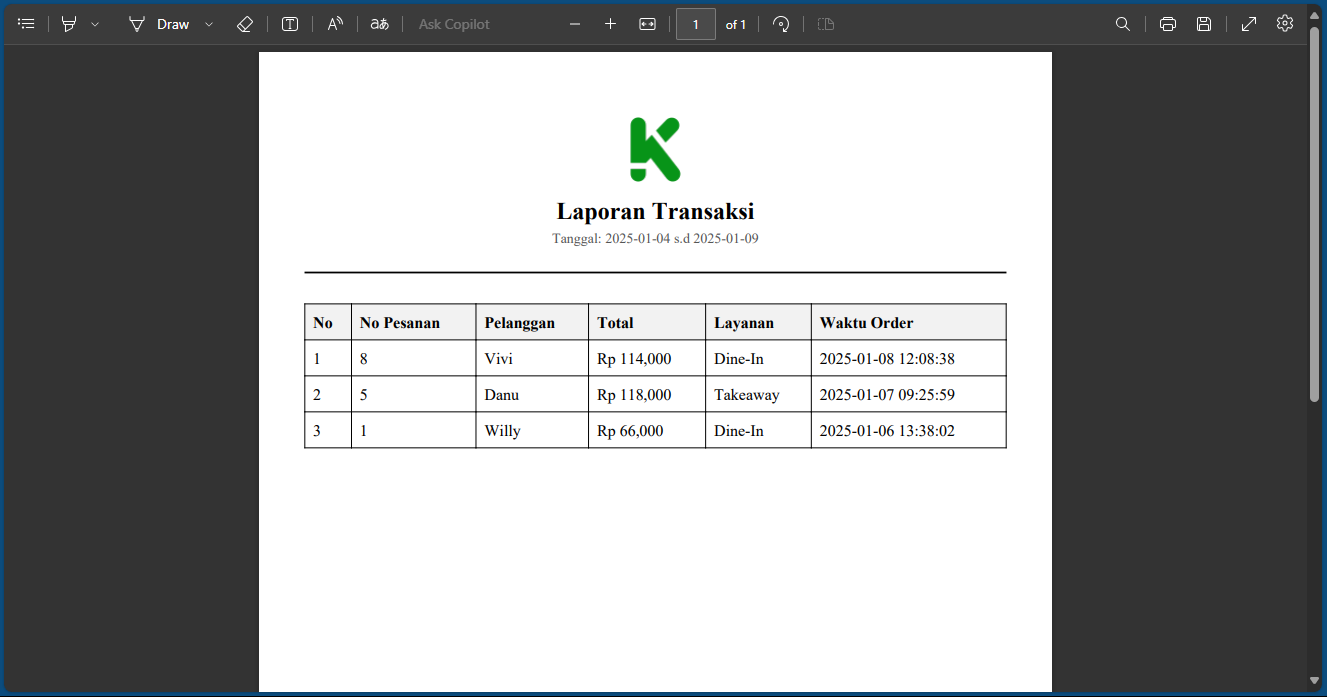 Draw Ask Copilot 1 of 1
Laporan Transaksi
Tanggal: 2025-01-04 s.d 2025-01-09
No No Pesanan Pelanggan Total Layanan Waktu Order
1 8 Vivi Rp 114,000 Dine-In 2025-01-08 12:08:38
2 5 Danu Rp 118,000 Takeaway 2025-01-07 09:25:59
3 1 Willy Rp 66,000 Dine-In 2025-01-06 13:38:02